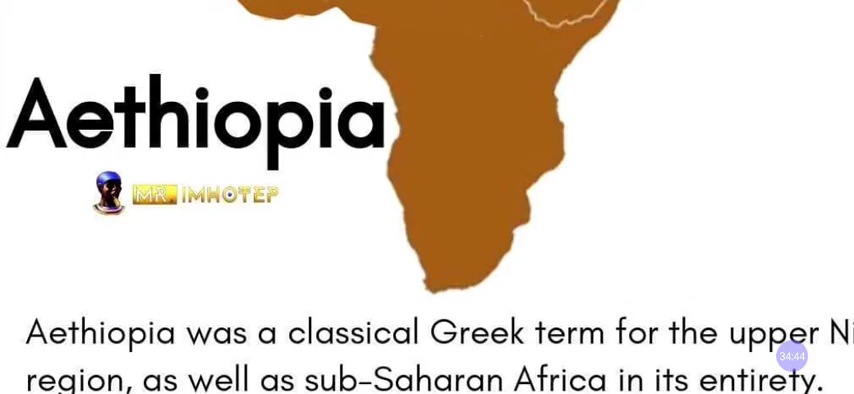 Aethiopia
MR. IMHOTEP
Aethiopia was a classical Greek term for the upper Ni
region, as well as sub-Saharan Africa in its entirety.
34:44